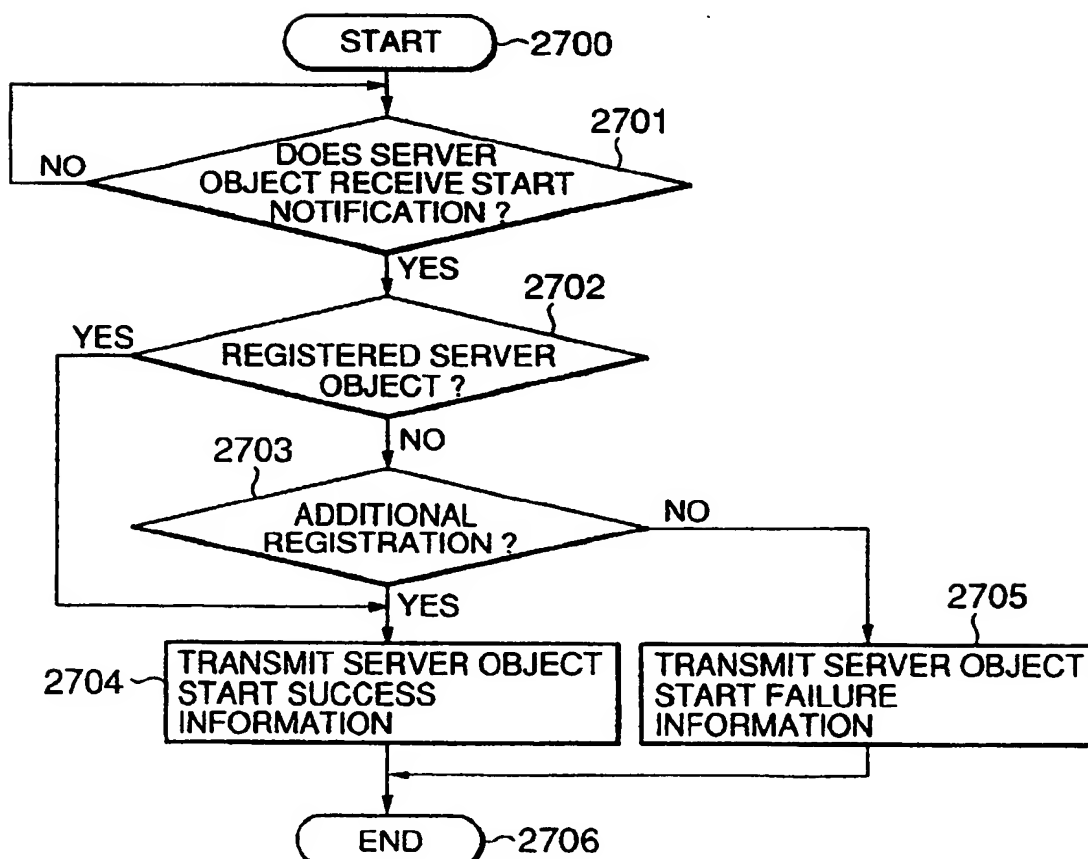 START
2700
2701
NO
DOES SERVER
OBJECT RECEIVE START
NOTIFICATION ?
YES
2702
YES
REGISTERED SERVER
OBJECT ?
NO
2703
ADDITIONAL
REGISTRATION ?
NO
YES
2705
2704
TRANSMIT SERVER OBJECT
START SUCCESS
INFORMATION
TRANSMIT SERVER OBJECT
START FAILURE
INFORMATION
END
2706